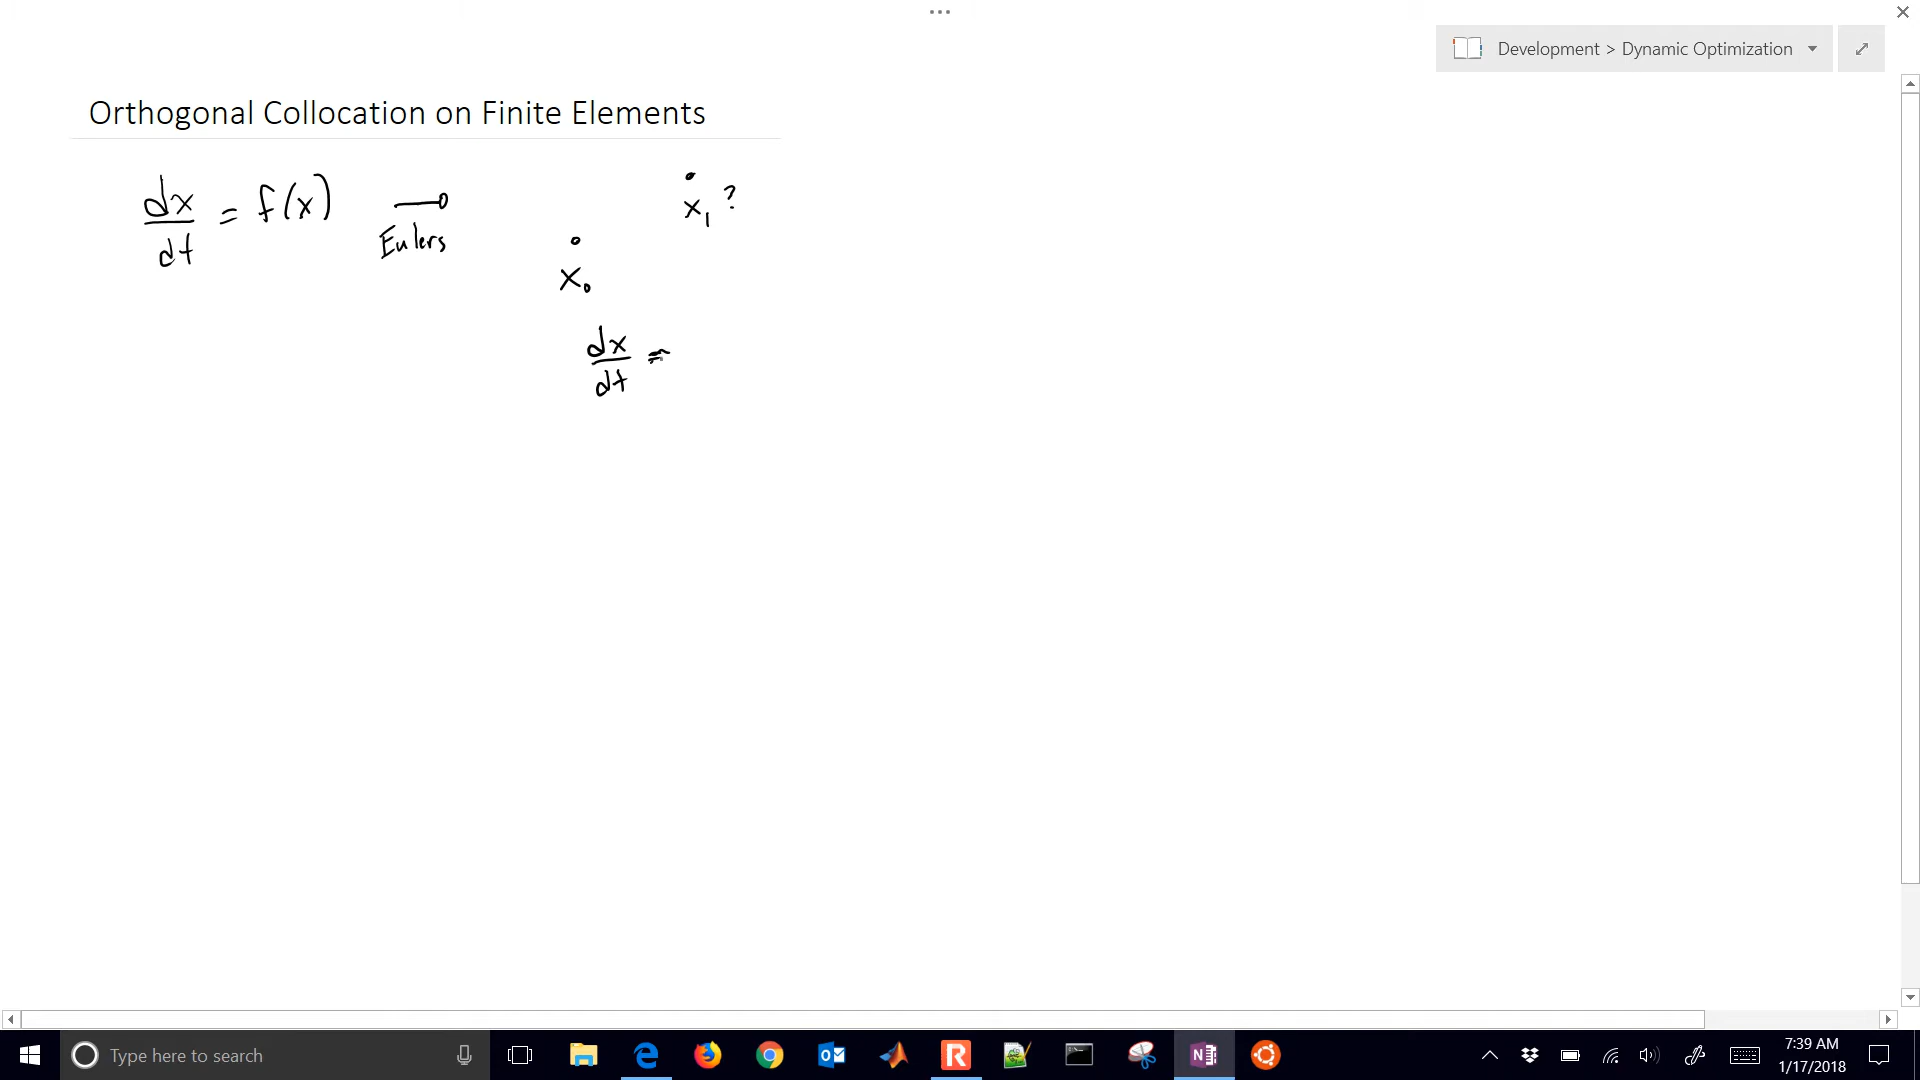 Development > Dynamic Optimization
Orthogonal Collocation on Finite Elements
dx/dt = f(x)
Eulers
x₁ ?
x₀
dx/dt ≈
Type here to search
7:39 AM
1/17/2018